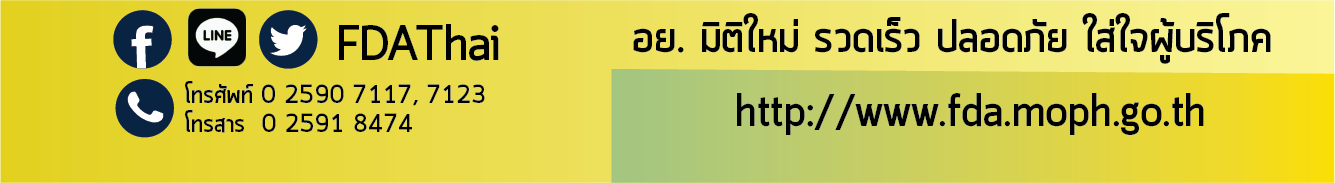 LINE
FDAThai
โทรศัพท์ 0 2590 7117, 7123
โทรสาร 0 2591 8474
อย. มิติใหม่ รวดเร็ว ปลอดภัย ใส่ใจผู้บริโภค
http://www.fda.moph.go.th